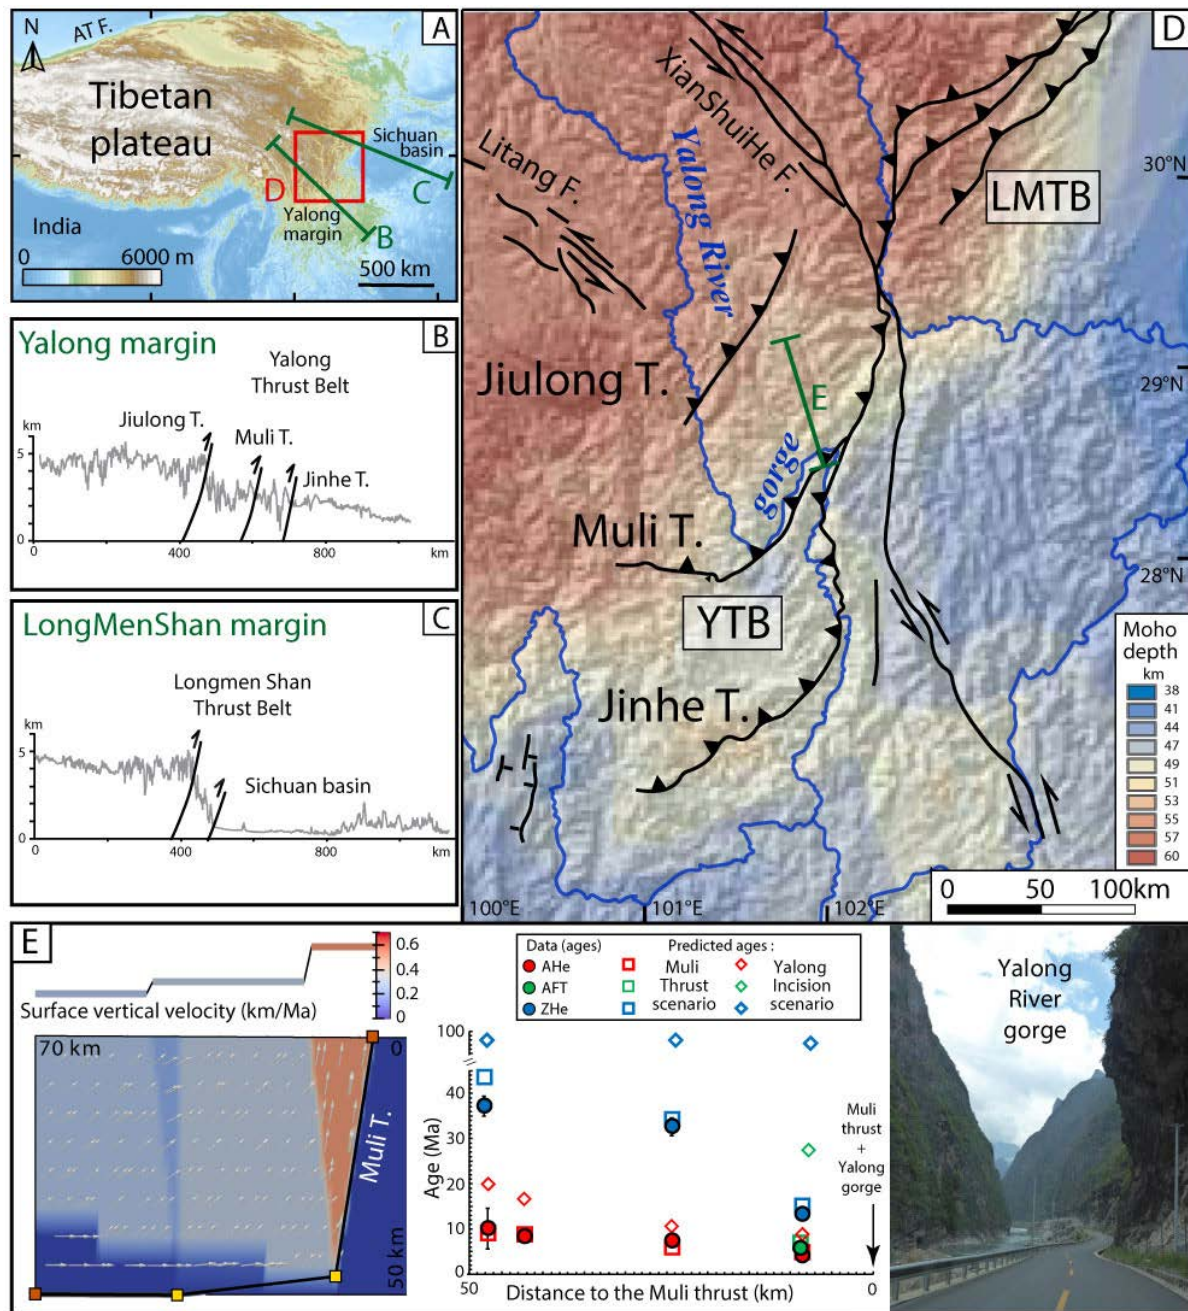 A
N
AT F.
Tibetan
plateau
Sichuan
basin
D
C
Yalong
margin
B
India
0
6000 m
500 km
B
Yalong margin
Yalong
Thrust Belt
Jiulong T.
Muli T.
Jinhe T.
km
5
0
0
400
800
km
C
LongMenShan margin
Longmen Shan
Thrust Belt
Sichuan basin
km
5
0
0
400
800
km
D
XianShuiHe F.
Litang F.
Yalong River
LMTB
30°N
Jiulong T.
E
29°N
gorge
Muli T.
28°N
YTB
Jinhe T.
Moho
depth
km
38
41
44
47
49
51
53
55
57
60
0
50
100km
100°E
101°E
102°E
E
0.6
0.4
0.2
0
Surface vertical velocity (km/Ma)
70 km
0
Muli T.
50 km
Data (ages)
Predicted ages :
AHe
Muli
Yalong
AFT
Thrust
Incision
ZHe
scenario
scenario
100
40
30
20
10
0
Age (Ma)
50
Distance to the Muli thrust (km)
0
Muli
thrust
+
Yalong
gorge
Yalong
River
gorge